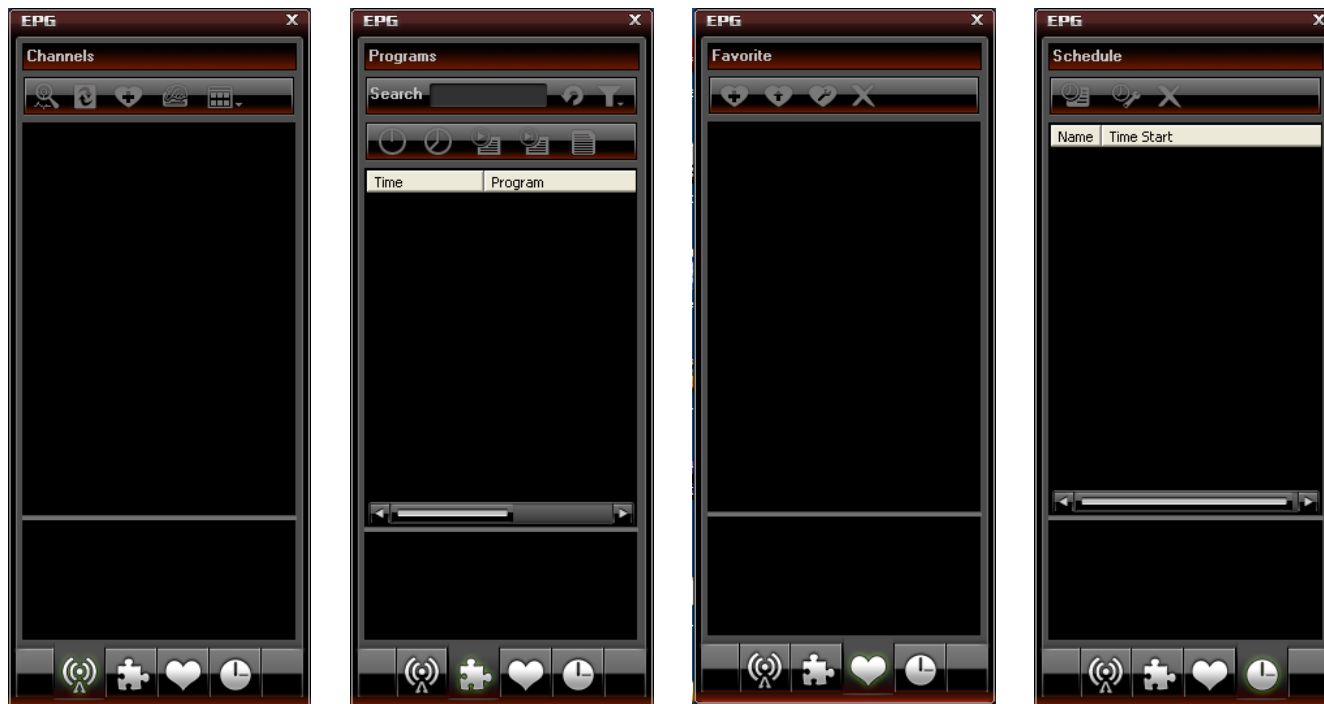 EPG X
Channels
EPG X
Programs
Search
Time Program
EPG X
Favorite
EPG X
Schedule
Name Time Start